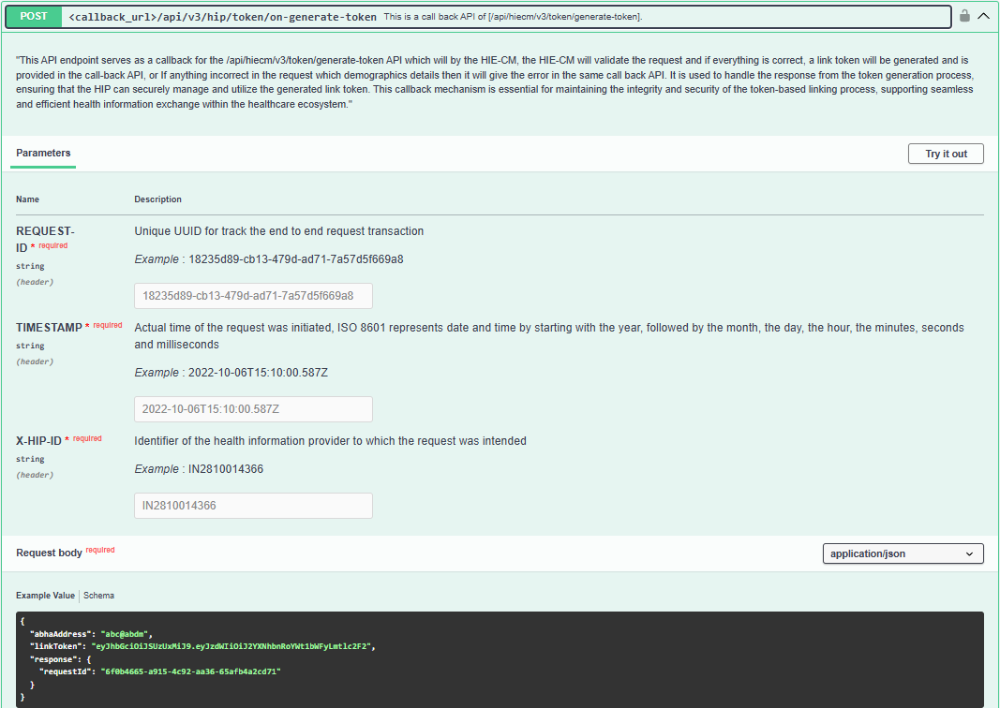 POST <callback_url>/api/v3/hip/token/on-generate-token This is a call back API of [/api/hiecm/v3/token/generate-token].
"This API endpoint serves as a callback for the /api/hiecm/v3/token/generate-token API which will by the HIE-CM, the HIE-CM will validate the request and if everything is correct, a link token will be generated and is
provided in the call-back API, or If anything incorrect in the request which demographics details then it will give the error in the same call back API. It is used to handle the response from the token generation process,
ensuring that the HIP can securely manage and utilize the generated link token. This callback mechanism is essential for maintaining the integrity and security of the token-based linking process, supporting seamless
and efficient health information exchange within the healthcare ecosystem."
Parameters
Try it out
Name Description
REQUEST-
ID * required
string
(header)
Unique UUID for track the end to end request transaction
Example : 18235d89-cb13-479d-ad71-7a57d5f669a8
18235d89-cb13-479d-ad71-7a57d5f669a8
TIMESTAMP * required
string
(header)
Actual time of the request was initiated, ISO 8601 represents date and time by starting with the year, followed by the month, the day, the hour, the minutes, seconds
and milliseconds
Example : 2022-10-06T15:10:00.587Z
2022-10-06T15:10:00.587Z
X-HIP-ID * required
string
(header)
Identifier of the health information provider to which the request was intended
Example : IN2810014366
IN2810014366
Request body required
application/json
Example Value Schema
{
"abhaAddress": "abc@abdm",
"linkToken": "eyJhbGciOiJSUzUxMiJ9.eyJzdWIiOiJ2YXNhbnRoYWt1bWFyLmtlc2F2",
"response": {
"requestId": "6f0b4665-a915-4c92-aa36-65afb4a2cd71"
}
}